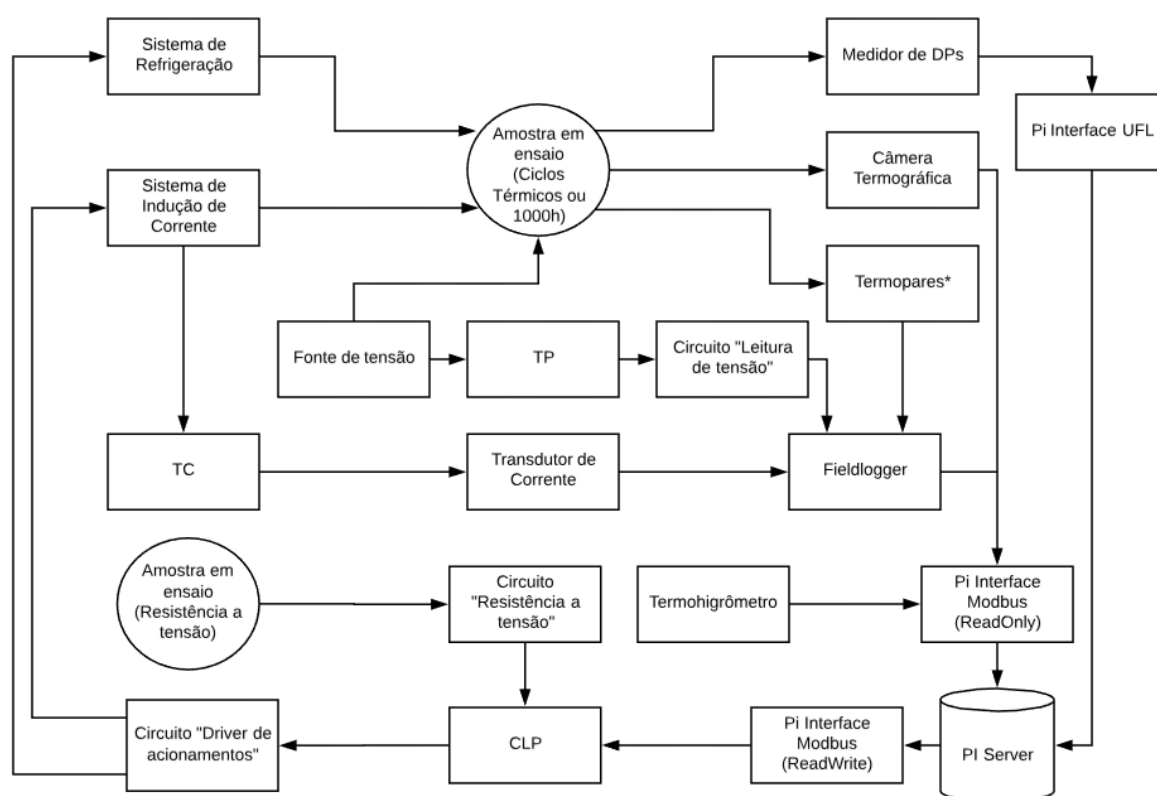 Sistema de
Refrigeração
Medidor de DPs
Pi Interface UFL
Amostra em
ensaio
(Ciclos
Térmicos ou
1000h)
Câmera
Termográfica
Sistema de
Indução de
Corrente
Termopares*
Fonte de tensão
TP
Circuito "Leitura
de tensão"
TC
Transdutor de
Corrente
Fieldlogger
Amostra em
ensaio
(Resistência a
tensão)
Circuito
"Resistência a
tensão"
Termohigrômetro
Pi Interface
Modbus
(ReadOnly)
Circuito "Driver de
acionamentos"
CLP
Pi Interface
Modbus
(ReadWrite)
PI Server